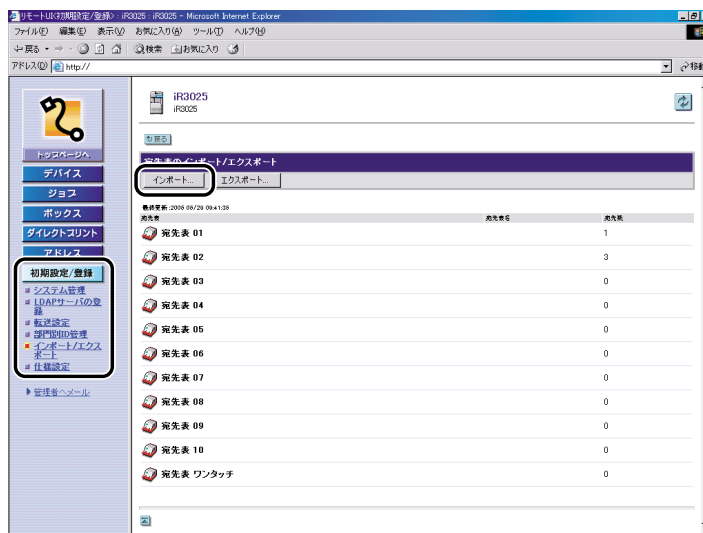 リモートUI<初期設定/登録> : iR3025 : iR3025 - Microsoft Internet Explorer
ファイル(F) 編集(E) 表示(V) お気に入り(A) ツール(T) ヘルプ(H)
戻る 検索 お気に入り
アドレス(D) http:// 移動
iR3025
iR3025
戻る
トップページへ
デバイス
ジョブ
ボックス
ダイレクトプリント
アドレス
初期設定/登録
システム管理
LDAPサーバの登
録
転送設定
部門別ID管理
インポート/エクス
ポート
仕様設定
管理者へメール
宛先表のインポート/エクスポート
インポート... エクスポート...
宛先表 宛先表名 宛先数
宛先表 01 1
宛先表 02 3
宛先表 03 0
宛先表 04 0
宛先表 05 0
宛先表 06 0
宛先表 07 0
宛先表 08 0
宛先表 09 0
宛先表 10 0
宛先表 ワンタッチ 0